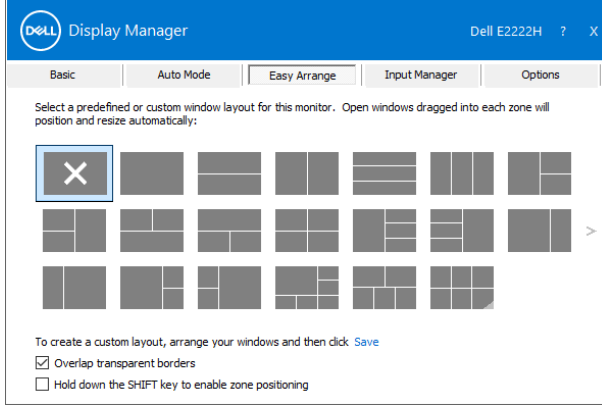 DELL Display Manager
Dell E2222H ? X
Basic Auto Mode Easy Arrange Input Manager Options
Select a predefined or custom window layout for this monitor. Open windows dragged into each zone will
position and resize automatically:
>
To create a custom layout, arrange your windows and then click Save
Overlap transparent borders
Hold down the SHIFT key to enable zone positioning